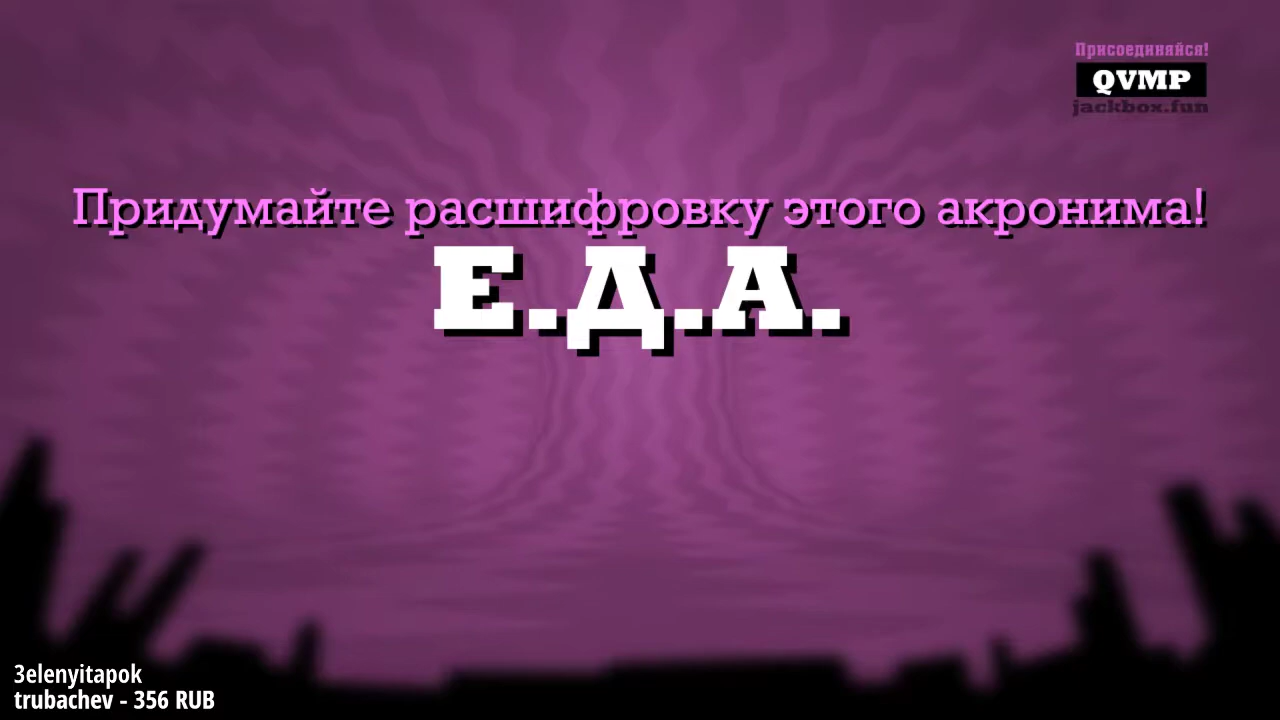 Присоединяйся!
QVMP
jackbox.fun
Придумайте расшифровку этого акронима!
Е.Д.А.
3elenyitapok
trubachev - 356 RUB